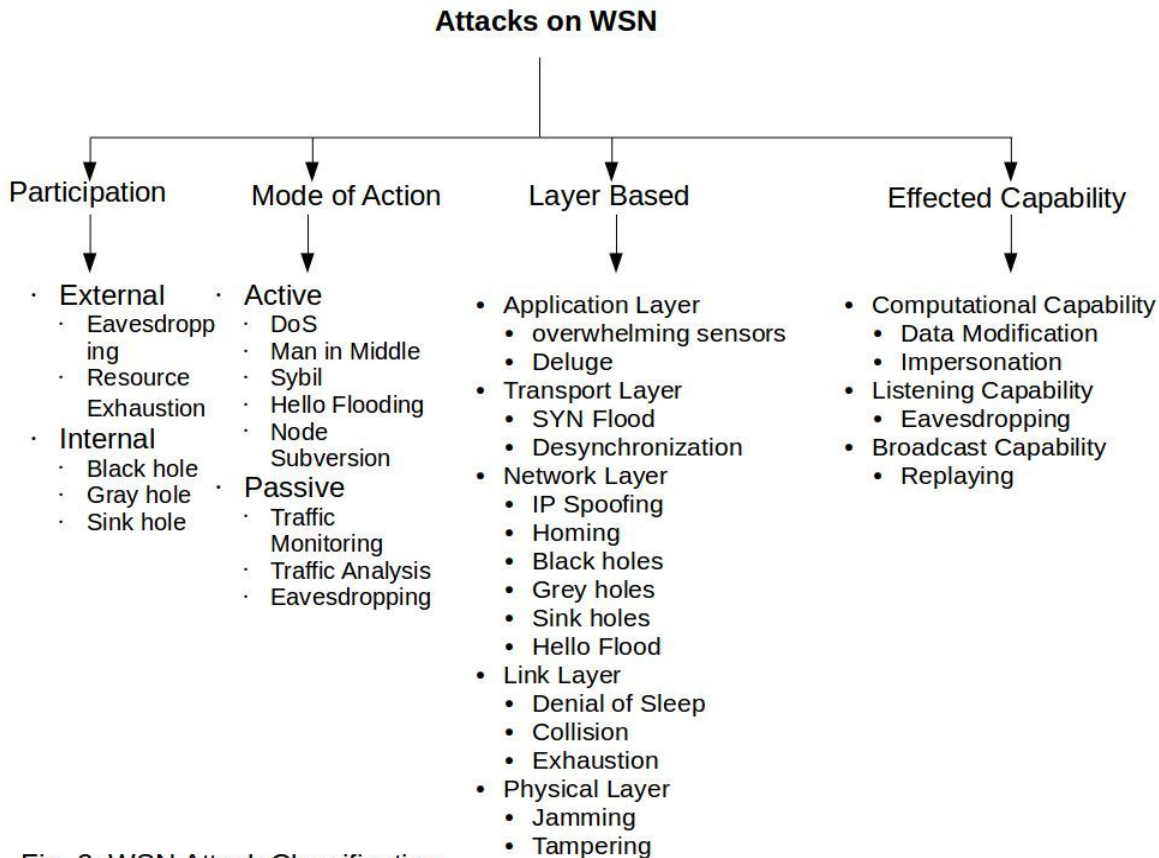 Attacks on WSN
Participation
· External
· Eavesdropp
ing
· Resource
Exhaustion
· Internal
· Black hole
· Gray hole
· Sink hole
Mode of Action
· Active
· DoS
· Man in Middle
· Sybil
· Hello Flooding
· Node
Subversion
· Passive
· Traffic
Monitoring
· Traffic Analysis
· Eavesdropping
Layer Based
• Application Layer
• overwhelming sensors
• Deluge
• Transport Layer
• SYN Flood
• Desynchronization
• Network Layer
• IP Spoofing
• Homing
• Black holes
• Grey holes
• Sink holes
• Hello Flood
• Link Layer
• Denial of Sleep
• Collision
• Exhaustion
• Physical Layer
• Jamming
• Tampering
Effected Capability
• Computational Capability
• Data Modification
• Impersonation
• Listening Capability
• Eavesdropping
• Broadcast Capability
• Replaying
WSN Attack Classification